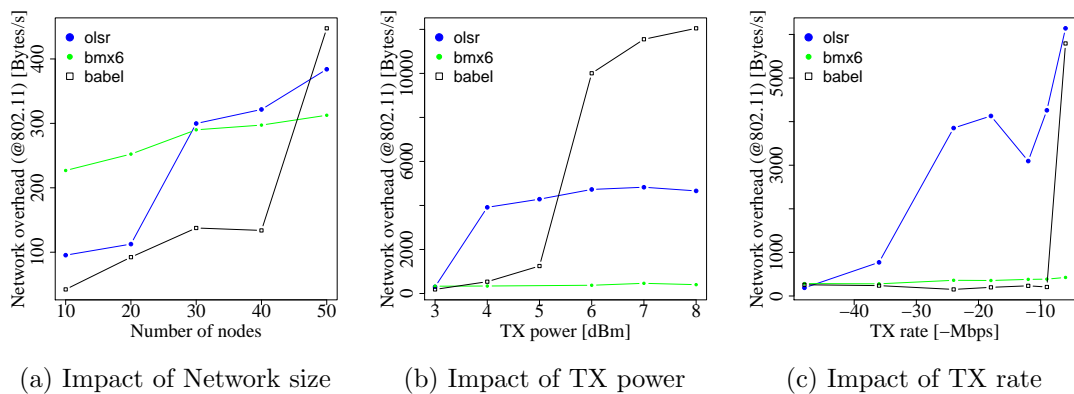 Network overhead (@802.11) [Bytes/s]
400
300
200
100
olsr
bmx6
babel
10 20 30 40 50
Number of nodes
(a) Impact of Network size
Network overhead (@802.11) [Bytes/s]
10000
6000
2000
0
olsr
bmx6
babel
3 4 5 6 7 8
TX power [dBm]
(b) Impact of TX power
Network overhead (@802.11) [Bytes/s]
5000
3000
1000
0
olsr
bmx6
babel
−40 −30 −20 −10
TX rate [−Mbps]
(c) Impact of TX rate